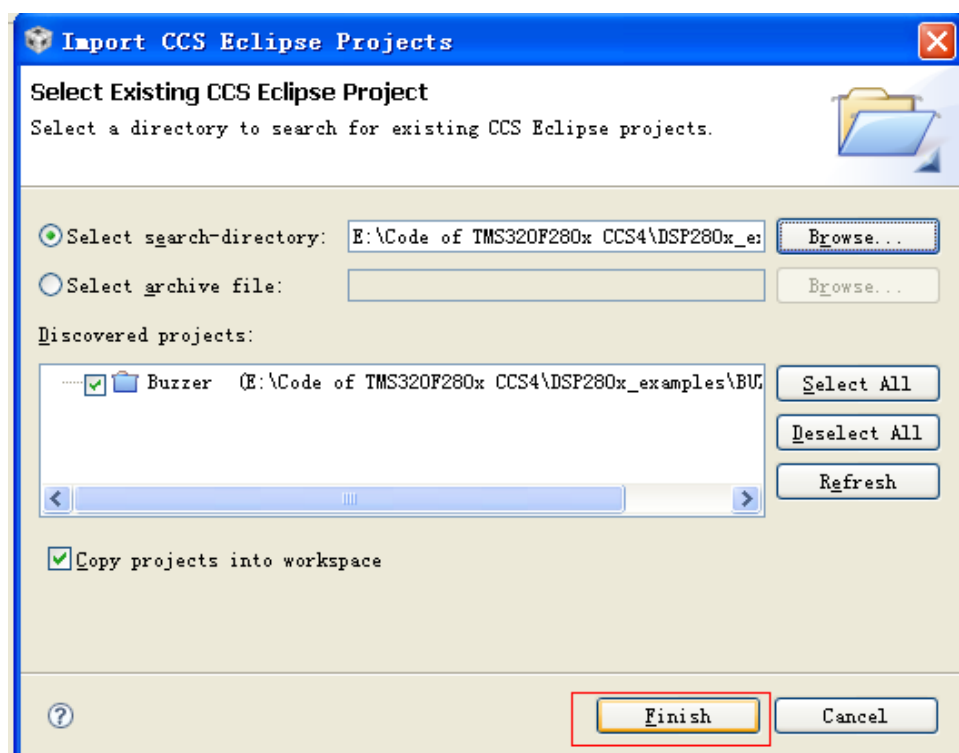 Import CCS Eclipse Projects
Select Existing CCS Eclipse Project
Select a directory to search for existing CCS Eclipse projects.
Select search-directory: E:\Code of TMS320F280x CCS4\DSP280x_e Browse...
Select archive file: Browse...
Discovered projects:
Buzzer (E:\Code of TMS320F280x CCS4\DSP280x_examples\BU Select All
Deselect All
Refresh
Copy projects into workspace
? Finish Cancel